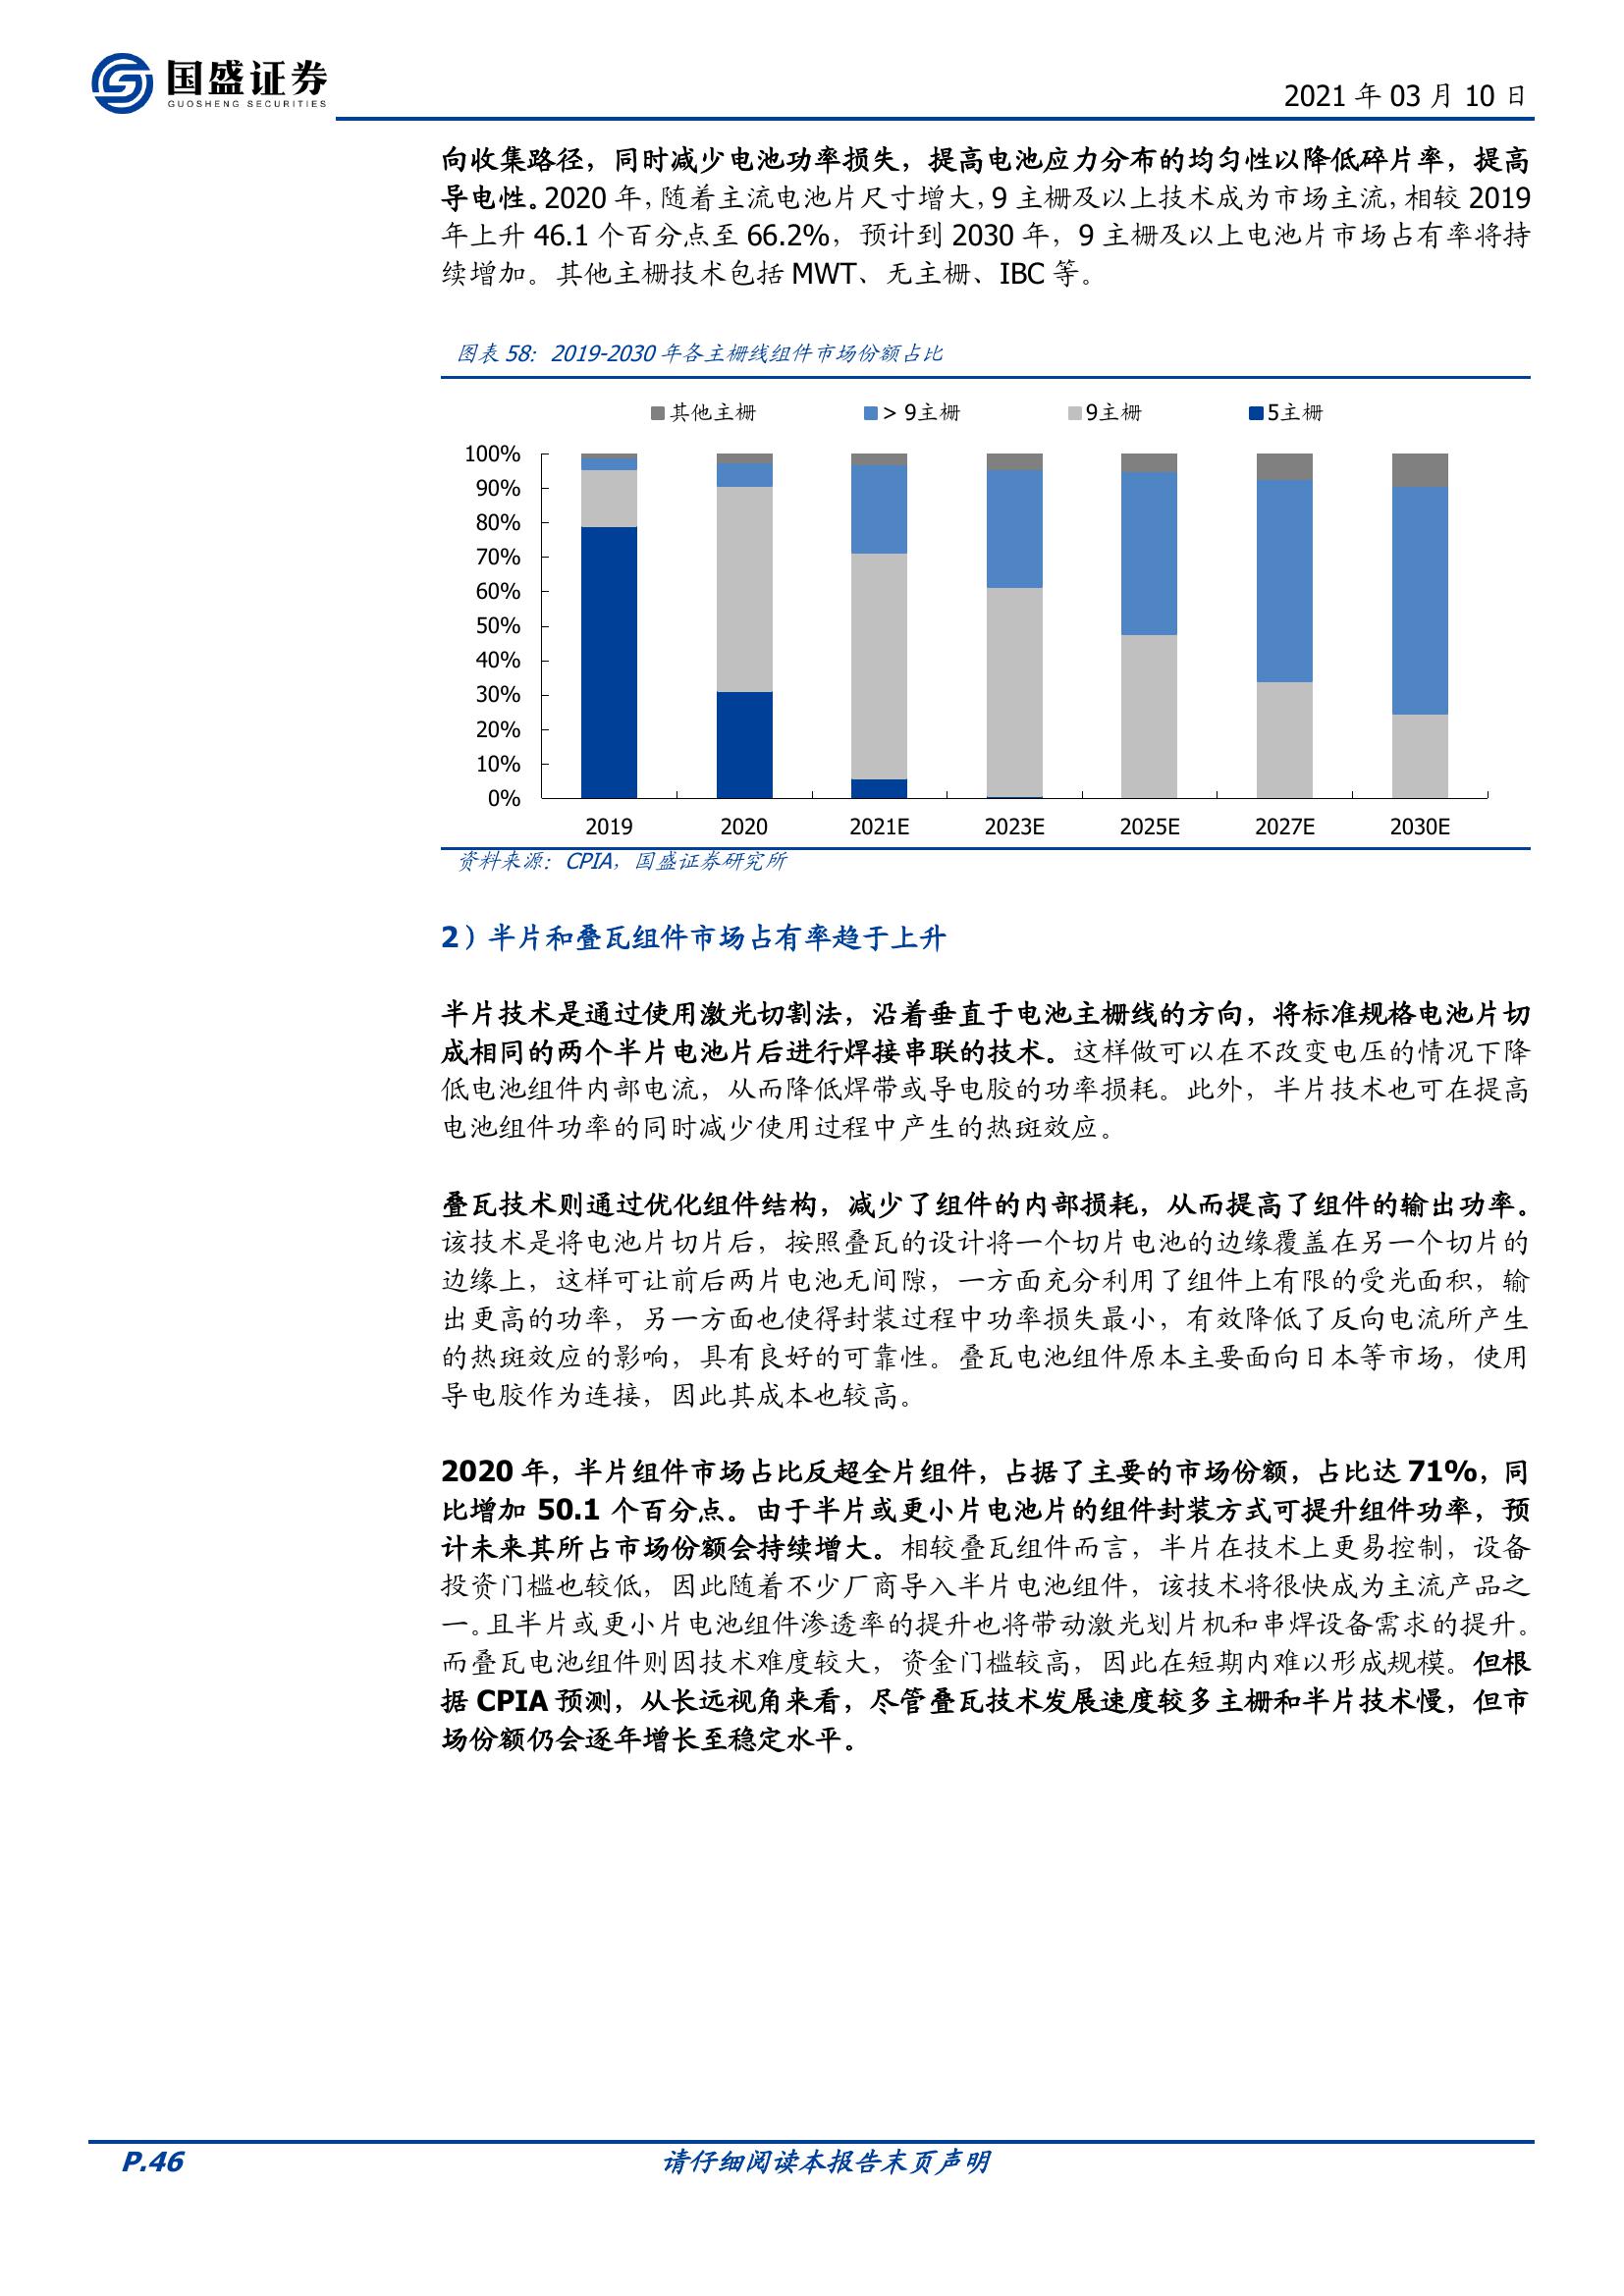 国盛证券
GUOSHENG SECURITIES
2021 年 03 月 10 日
向收集路径，同时减少电池功率损失，提高电池应力分布的均匀性以降低碎片率，提高
导电性。2020 年，随着主流电池片尺寸增大，9 主栅及以上技术成为市场主流，相较 2019
年上升 46.1 个百分点至 66.2%，预计到 2030 年，9 主栅及以上电池片市场占有率将持
续增加。其他主栅技术包括 MWT、无主栅、IBC 等。
图表 58：2019-2030 年各主栅线组件市场份额占比
其他主栅 > 9主栅 9主栅 5主栅
100%
90%
80%
70%
60%
50%
40%
30%
20%
10%
0%
2019 2020 2021E 2023E 2025E 2027E 2030E
资料来源：CPIA，国盛证券研究所
2）半片和叠瓦组件市场占有率趋于上升
半片技术是通过使用激光切割法，沿着垂直于电池主栅线的方向，将标准规格电池片切
成相同的两个半片电池片后进行焊接串联的技术。这样做可以在不改变电压的情况下降
低电池组件内部电流，从而降低焊带或导电胶的功率损耗。此外，半片技术也可在提高
电池组件功率的同时减少使用过程中产生的热斑效应。
叠瓦技术则通过优化组件结构，减少了组件的内部损耗，从而提高了组件的输出功率。
该技术是将电池片切片后，按照叠瓦的设计将一个切片电池的边缘覆盖在另一个切片的
边缘上，这样可让前后两片电池无间隙，一方面充分利用了组件上有限的受光面积，输
出更高的功率，另一方面也使得封装过程中功率损失最小，有效降低了反向电流所产生
的热斑效应的影响，具有良好的可靠性。叠瓦电池组件原本主要面向日本等市场，使用
导电胶作为连接，因此其成本也较高。
2020 年，半片组件市场占比反超全片组件，占据了主要的市场份额，占比达 71%，同
比增加 50.1 个百分点。由于半片或更小片电池片的组件封装方式可提升组件功率，预
计未来其所占市场份额会持续增大。相较叠瓦组件而言，半片在技术上更易控制，设备
投资门槛也较低，因此随着不少厂商导入半片电池组件，该技术将很快成为主流产品之
一。且半片或更小片电池组件渗透率的提升也将带动激光划片机和串焊设备需求的提升。
而叠瓦电池组件则因技术难度较大，资金门槛较高，因此在短期内难以形成规模。但根
据 CPIA 预测，从长远视角来看，尽管叠瓦技术发展速度较多主栅和半片技术慢，但市
场份额仍会逐年增长至稳定水平。
P.46
请仔细阅读本报告末页声明